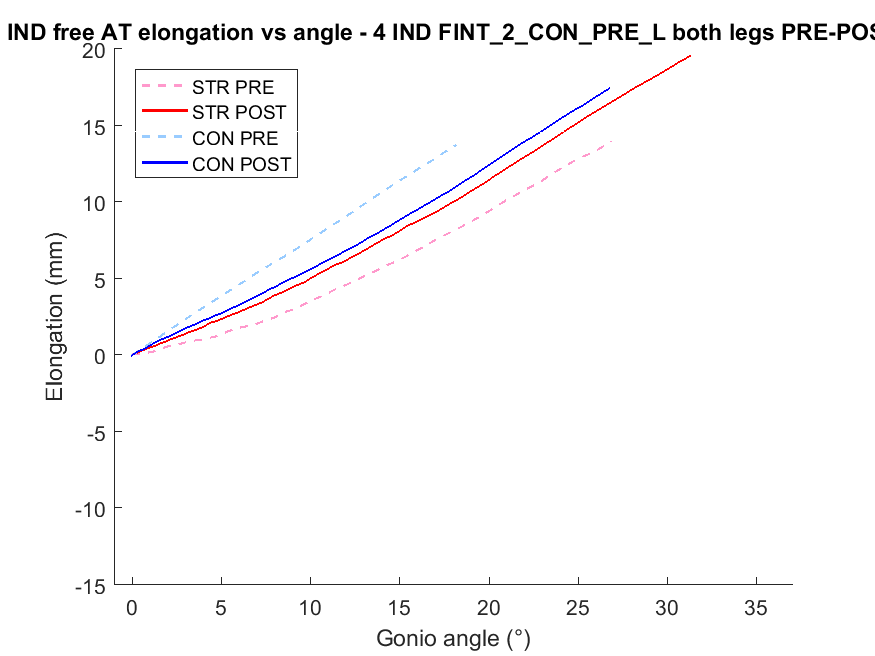 IND free AT elongation vs angle - 4 IND FINT_2_CON_PRE_L both legs PRE-POS
20
15
10
5
0
-5
-10
-15
Elongation (mm)
STR PRE
STR POST
CON PRE
CON POST
0 5 10 15 20 25 30 35
Gonio angle (°)